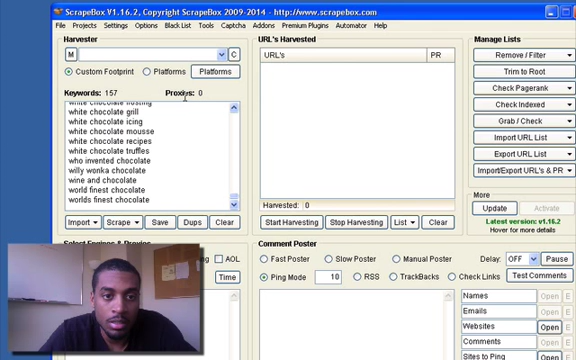 ScrapeBox V1.16.2, Copyright ScrapeBox 2009-2014 - http://www.scrapebox.com
File Projects Settings Options Black List Tools Captcha Addons Premium Plugins Automator Help
Harvester
M C
Custom Footprint Platforms Platforms
Keywords: 157 Proxies: 0
white chocolate frosting
white chocolate grill
white chocolate icing
white chocolate mousse
white chocolate recipes
white chocolate truffles
who invented chocolate
willy wonka chocolate
wine and chocolate
world finest chocolate
worlds finest chocolate
Import Scrape Save Dups Clear
Select Engines & Proxies
AOL
Time
URL's Harvested
URL's PR
Harvested: 0
Start Harvesting Stop Harvesting List Clear
Comment Poster
Fast Poster Slow Poster Manual Poster Delay: OFF Pause
Ping Mode 10 RSS TrackBacks Check Links Test Comments
Names Open E
Emails Open E
Websites Open E
Comments Open E
Sites to Ping
Manage Lists
Remove / Filter
Trim to Root
Check Pagerank
Check Indexed
Grab / Check
Import URL List
Export URL List
Import/Export URL's & PR
More
Update Activate
Latest version: v1.16.2
Hover for more details